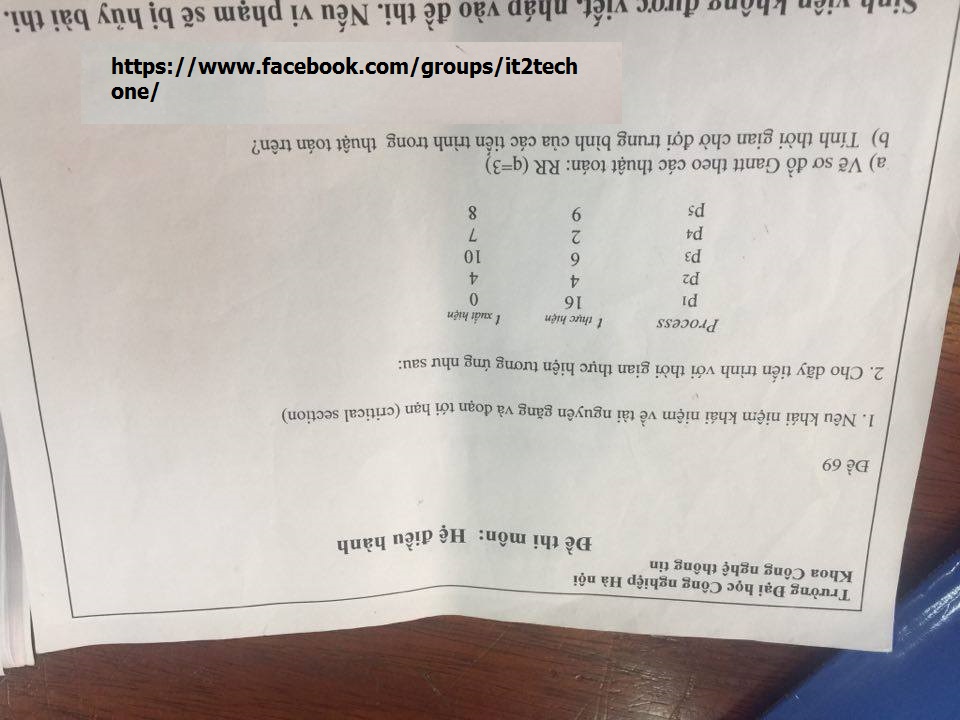 Trường Đại học Công nghiệp Hà nội
Khoa Công nghệ thông tin
Đề thi môn: Hệ điều hành
Đề 69
1. Nêu khái niệm khái niệm về tài nguyên găng và đoạn tới hạn (critical section)
2. Cho dãy tiến trình với thời gian thực hiện tương ứng như sau:
Process t thực hiện t xuất hiện
P1 16 0
P2 4 4
P3 6 10
P4 2 7
P5 9 8
a) Vẽ sơ đồ Gantt theo các thuật toán: RR (q=3)
b) Tính thời gian chờ đợi trung bình của các tiến trình trong thuật toán trên?
https://www.facebook.com/groups/it2tech
one/
Sinh viên không được viết, nháp vào đề thi. Nếu vi phạm sẽ bị hủy bài thi.